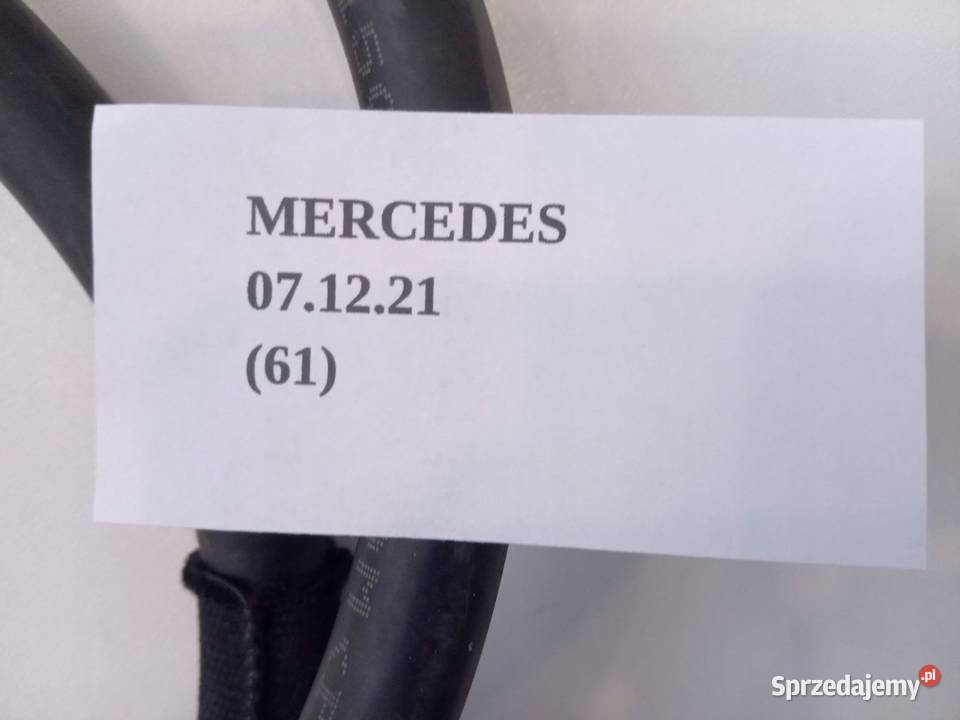 MERCEDES
07.12.21
(61)
Sprzedajemy.pl